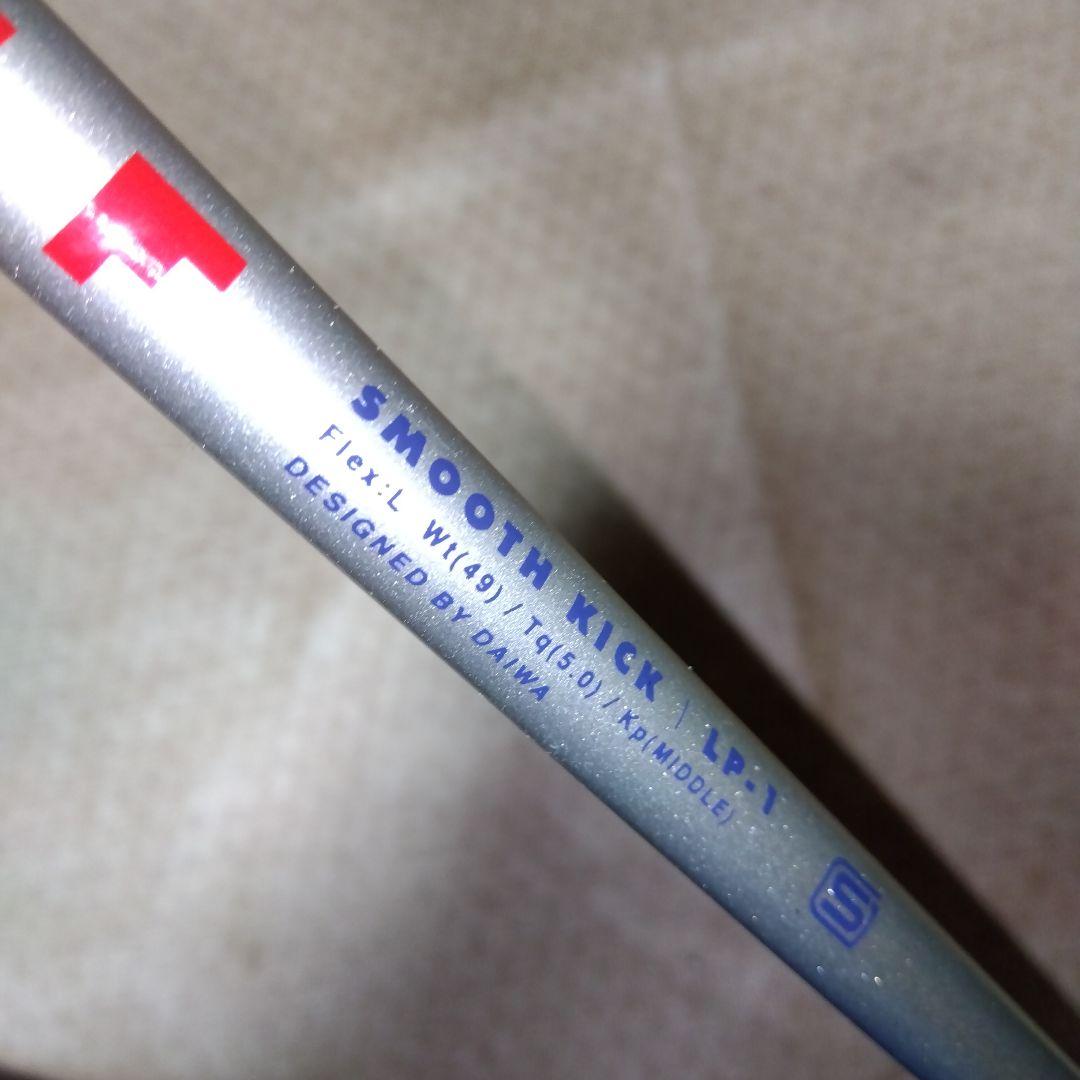 SMOOTH KICK \ LP-1
Flex:L Wt(49) / Tq(5.0) / Kp(MIDDLE)
DESIGNED BY DAIWA
S